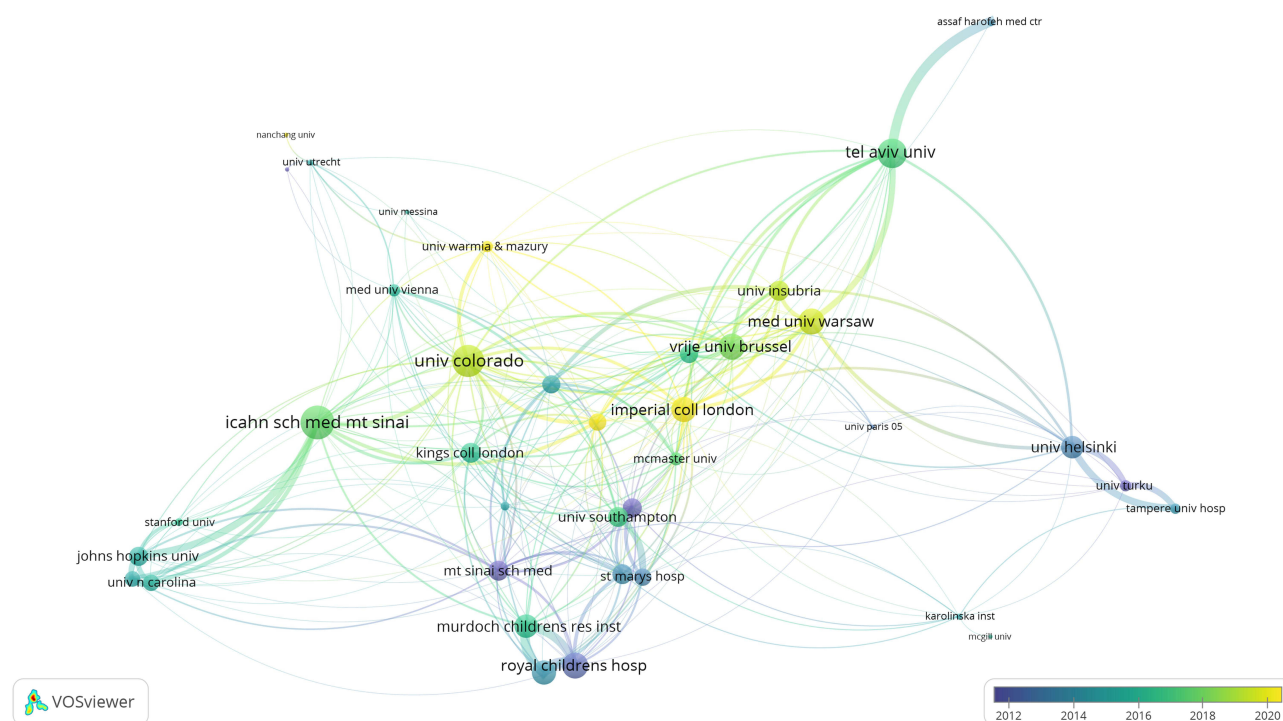 assaf harofeh med ctr
nanchang univ
tel aviv univ
univ utrecht
univ messina
univ warmia & mazury
med univ vienna
univ insubria
med univ warsaw
vrije univ brussel
univ colorado
imperial coll london
icahn sch med mt sinai
univ paris 05
kings coll london
mcmaster univ
univ helsinki
univ turku
tampere univ hosp
univ southampton
stanford univ
johns hopkins univ
mt sinai sch med
st marys hosp
univ n carolina
karolinska inst
murdoch childrens res inst
mcgill univ
royal childrens hosp
VOSviewer
2012 2014 2016 2018 2020